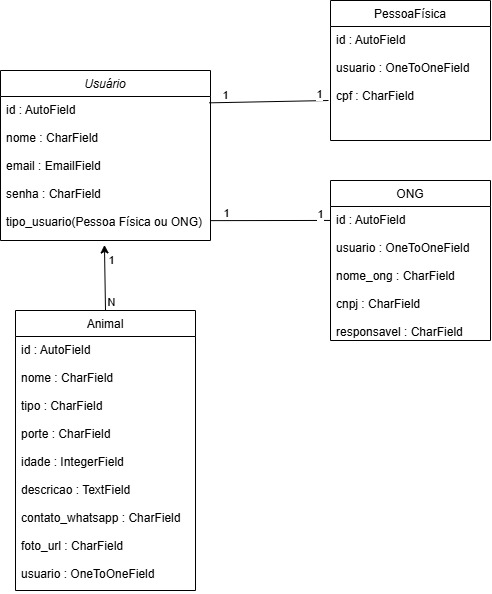 PessoaFísica
id : AutoField
usuario : OneToOneField
cpf : CharField
Usuário
id : AutoField
nome : CharField
email : EmailField
senha : CharField
tipo_usuario(Pessoa Física ou ONG)
1
1
1
1
ONG
id : AutoField
usuario : OneToOneField
nome_ong : CharField
cnpj : CharField
responsavel : CharField
1
N
Animal
id : AutoField
nome : CharField
tipo : CharField
porte : CharField
idade : IntegerField
descricao : TextField
contato_whatsapp : CharField
foto_url : CharField
usuario : OneToOneField